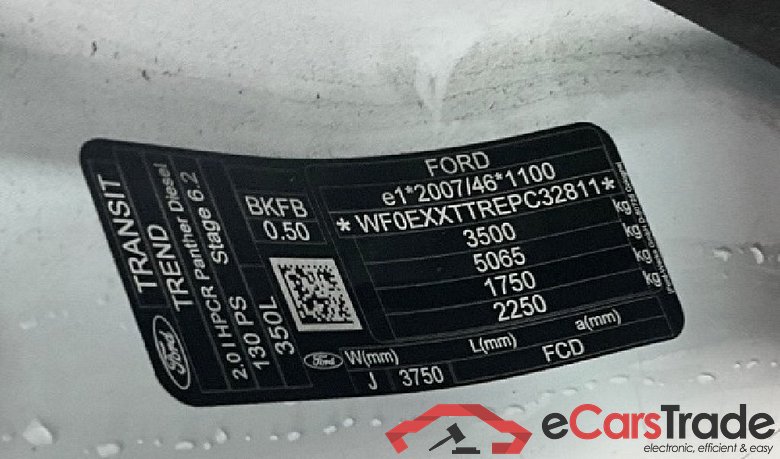 TRANSIT
TREND
2.0 l HPCR Panther Diesel
Stage 6.2
130 PS
350L
Ford
BKFB
0.50
FORD
e1*2007/46*1100
*WF0EXXTTREPC32811*
3500 kg
5065 kg
1750 kg
2250 kg
Ford
W(mm) L(mm) a(mm)
J 3750 FCD
eCarsTrade
electronic, efficient & easy